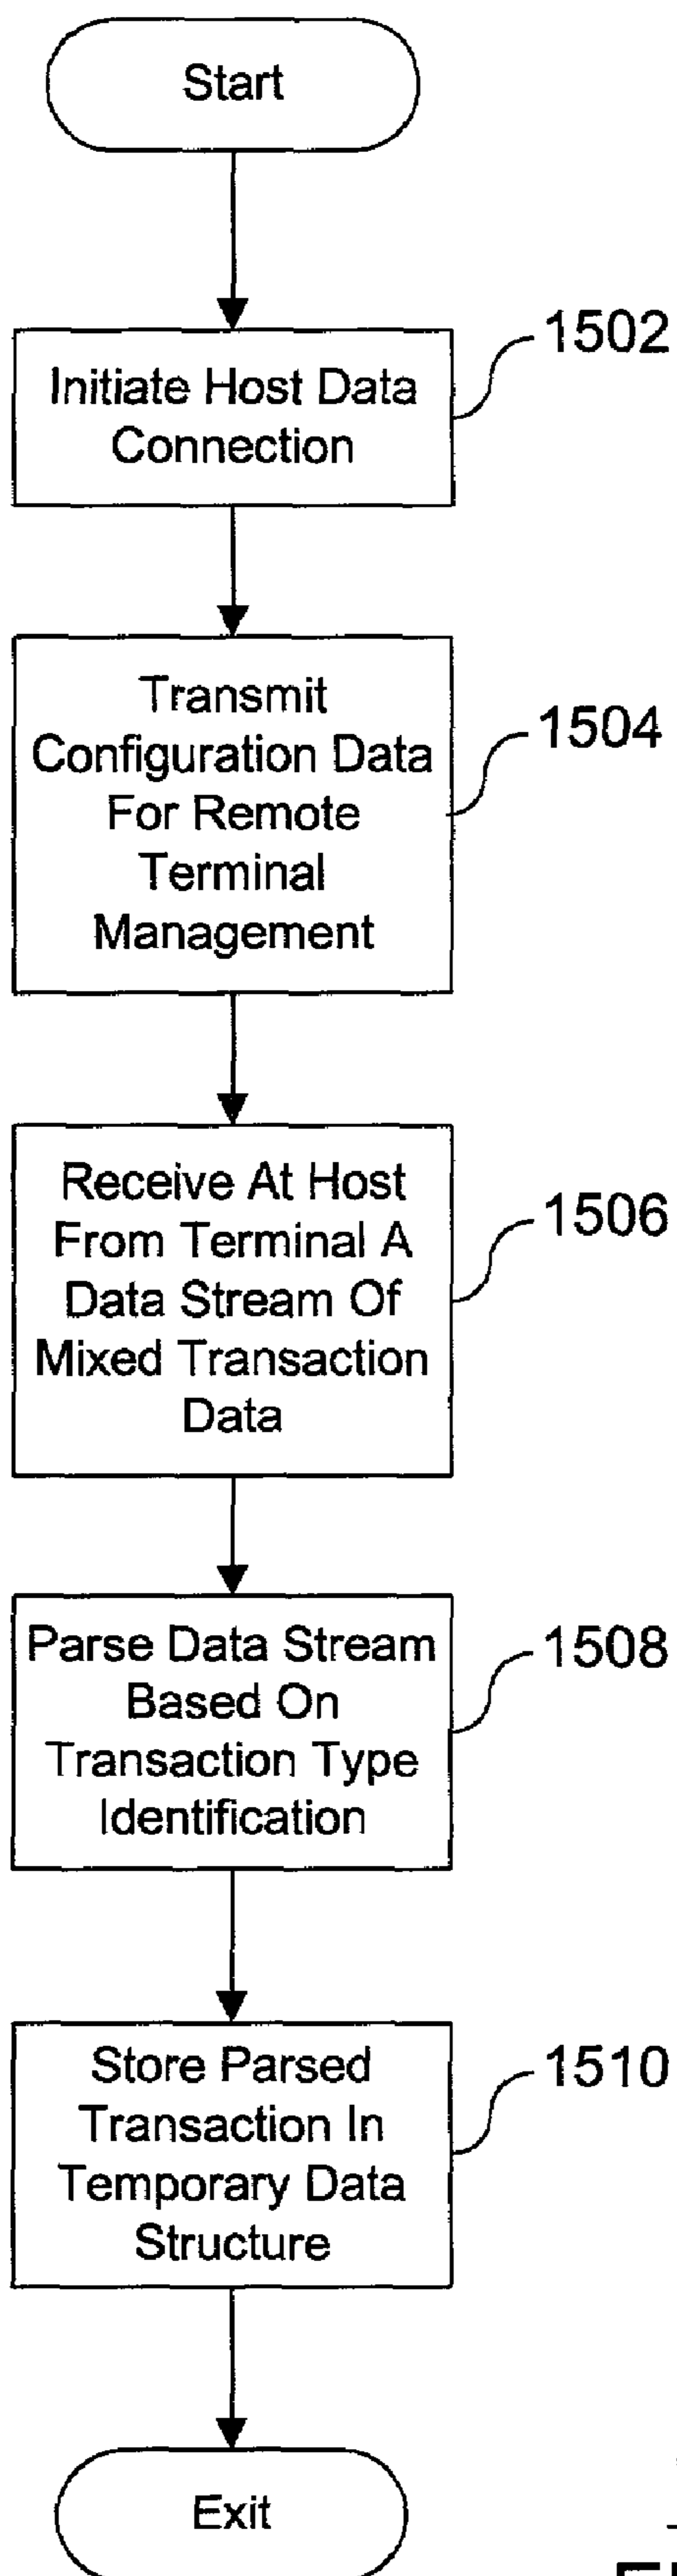 Start
1502
Initiate Host Data
Connection
1504
Transmit
Configuration Data
For Remote
Terminal
Management
1506
Receive At Host
From Terminal A
Data Stream Of
Mixed Transaction
Data
1508
Parse Data Stream
Based On
Transaction Type
Identification
1510
Store Parsed
Transaction In
Temporary Data
Structure
Exit